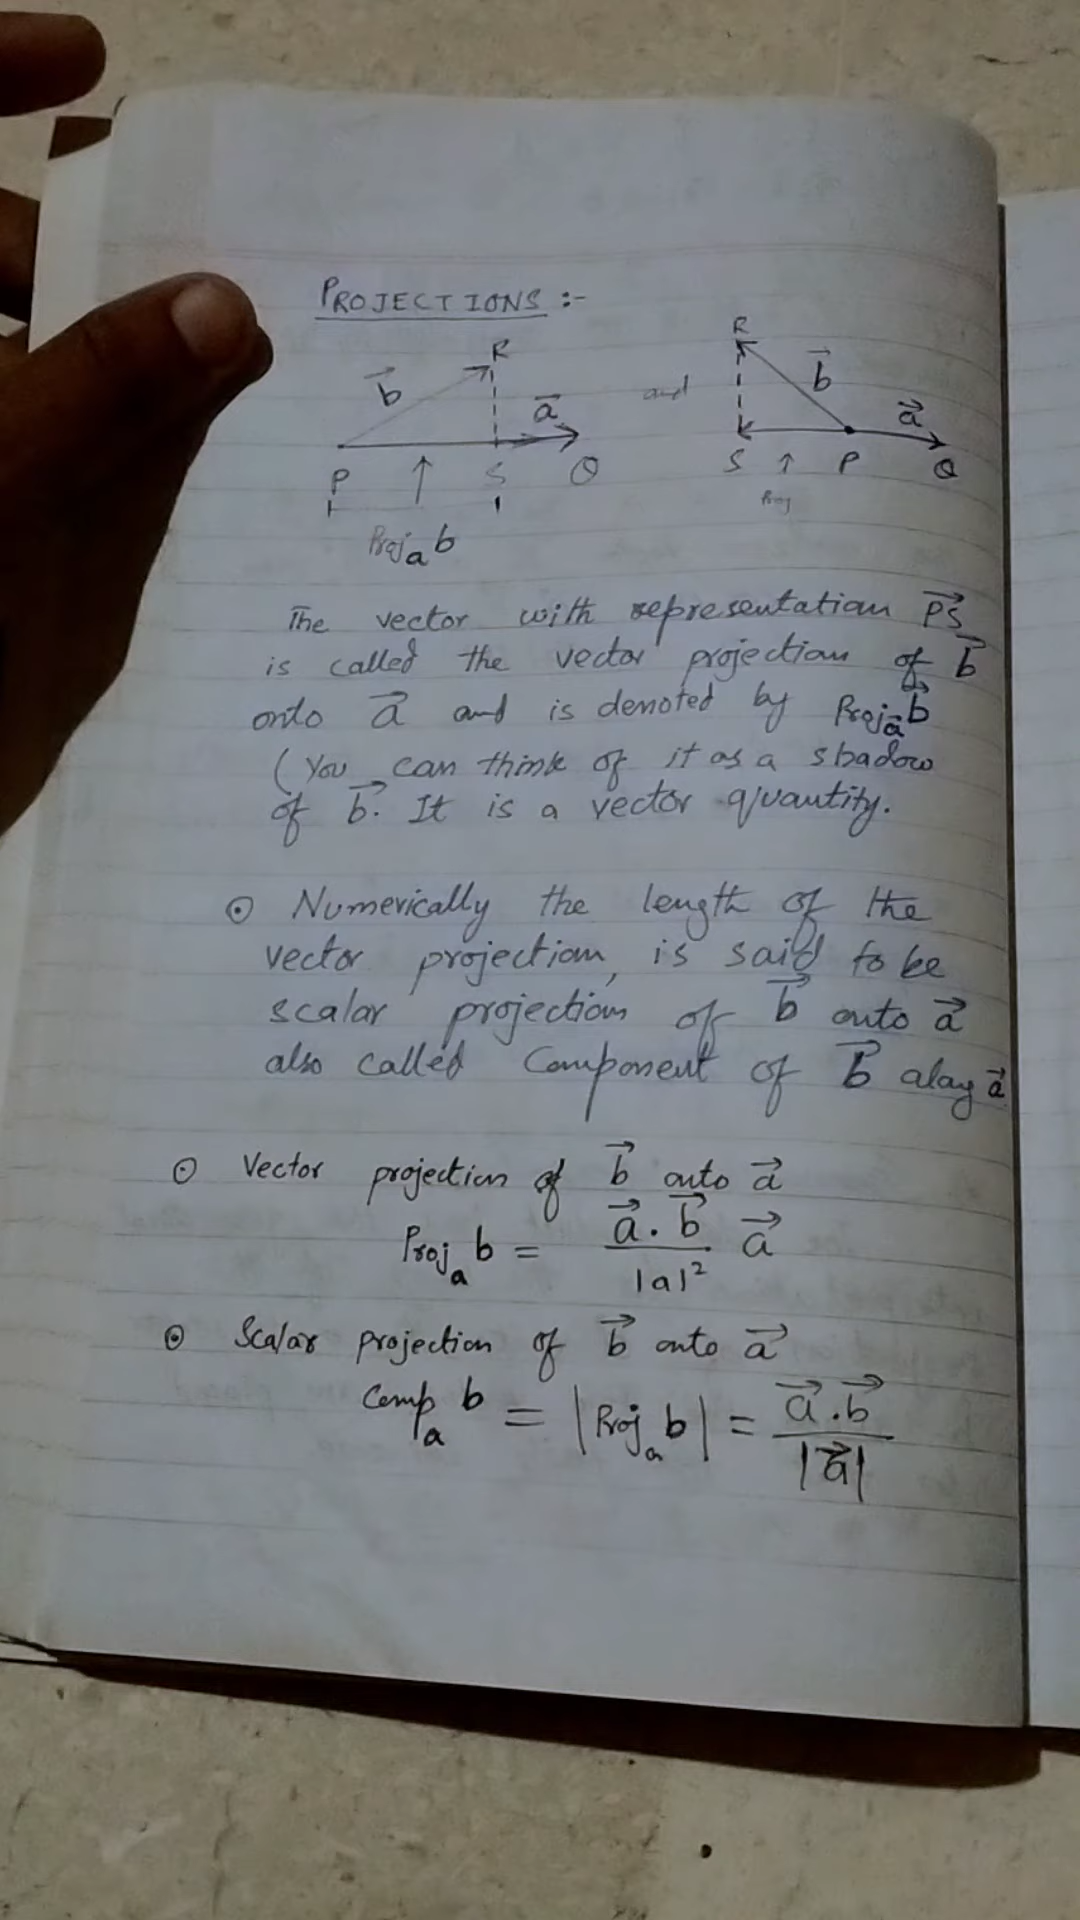 PROJECTIONS :-
R R
b⃗ and b⃗
a⃗ a⃗
P S Q S P Q
Proj
Projₐ b
The vector with representation P⃗S⃗
is called the vector projection of b⃗
onto a⃗ and is denoted by Proj_a⃗ b⃗
(You can think of it as a shadow
of b⃗. It is a vector quantity.
⊙ Numerically the length of the
vector projection, is said to be
scalar projection of b⃗ onto a⃗
also called Component of b⃗ along a⃗
⊙ Vector projection of b⃗ onto a⃗
Projₐ b = a⃗ . b⃗ / |a|² a⃗
⊙ Scalar projection of b⃗ onto a⃗
Compₐ b = |Projₐ b| = a⃗ . b⃗ / |a⃗|